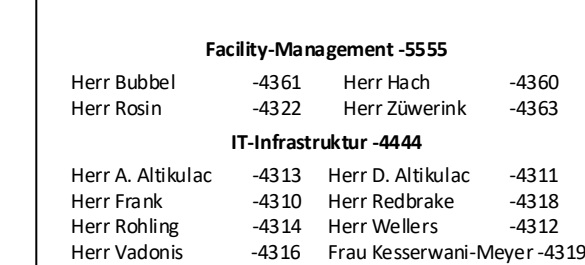 Facility-Management -5555
Herr Bubbel -4361 Herr Hach -4360
Herr Rosin -4322 Herr Züwerink -4363
IT-Infrastruktur -4444
Herr A. Altikulac -4313 Herr D. Altikulac -4311
Herr Frank -4310 Herr Redbrake -4318
Herr Rohling -4314 Herr Wellers -4312
Herr Vadonis -4316 Frau Kesserwani-Meyer -4319